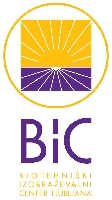 BiC
BIOTEHNIŠKI
IZOBRAŽEVALNI
CENTER LJUBLJANA